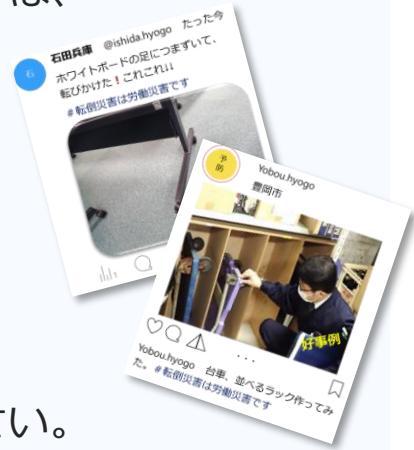 は、
石田兵庫 @ishida.hyogo たった今
石
ホワイトボードの足につまずいて、
転びかけた！これこれ↓↓
＃転倒災害は労働災害です
予
防
Yobou.hyogo
豊岡市
好事例
Yobou.hyogo 台車、並べるラック作ってみ
た。＃転倒災害は労働災害です
さい。